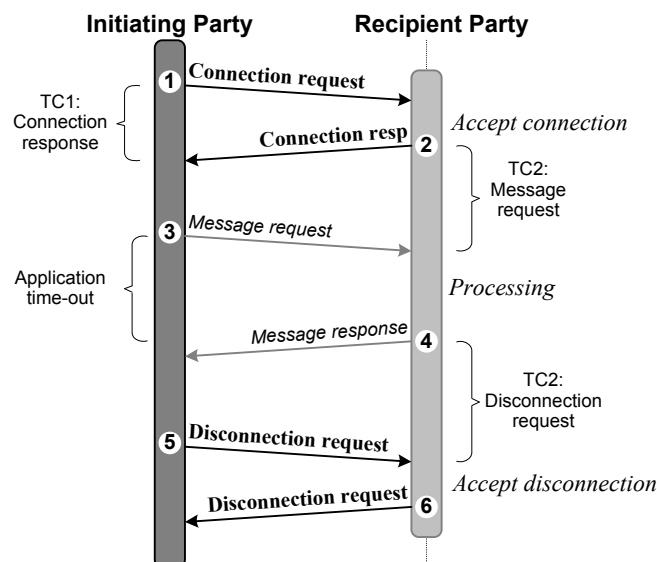 Initiating Party
Recipient Party
1
Connection request
TC1:
Connection
response
Accept connection
Connection resp
2
TC2:
Message
request
3
Message request
Application
time-out
Processing
Message response
4
TC2:
Disconnection
request
5
Disconnection request
Accept disconnection
Disconnection request
6